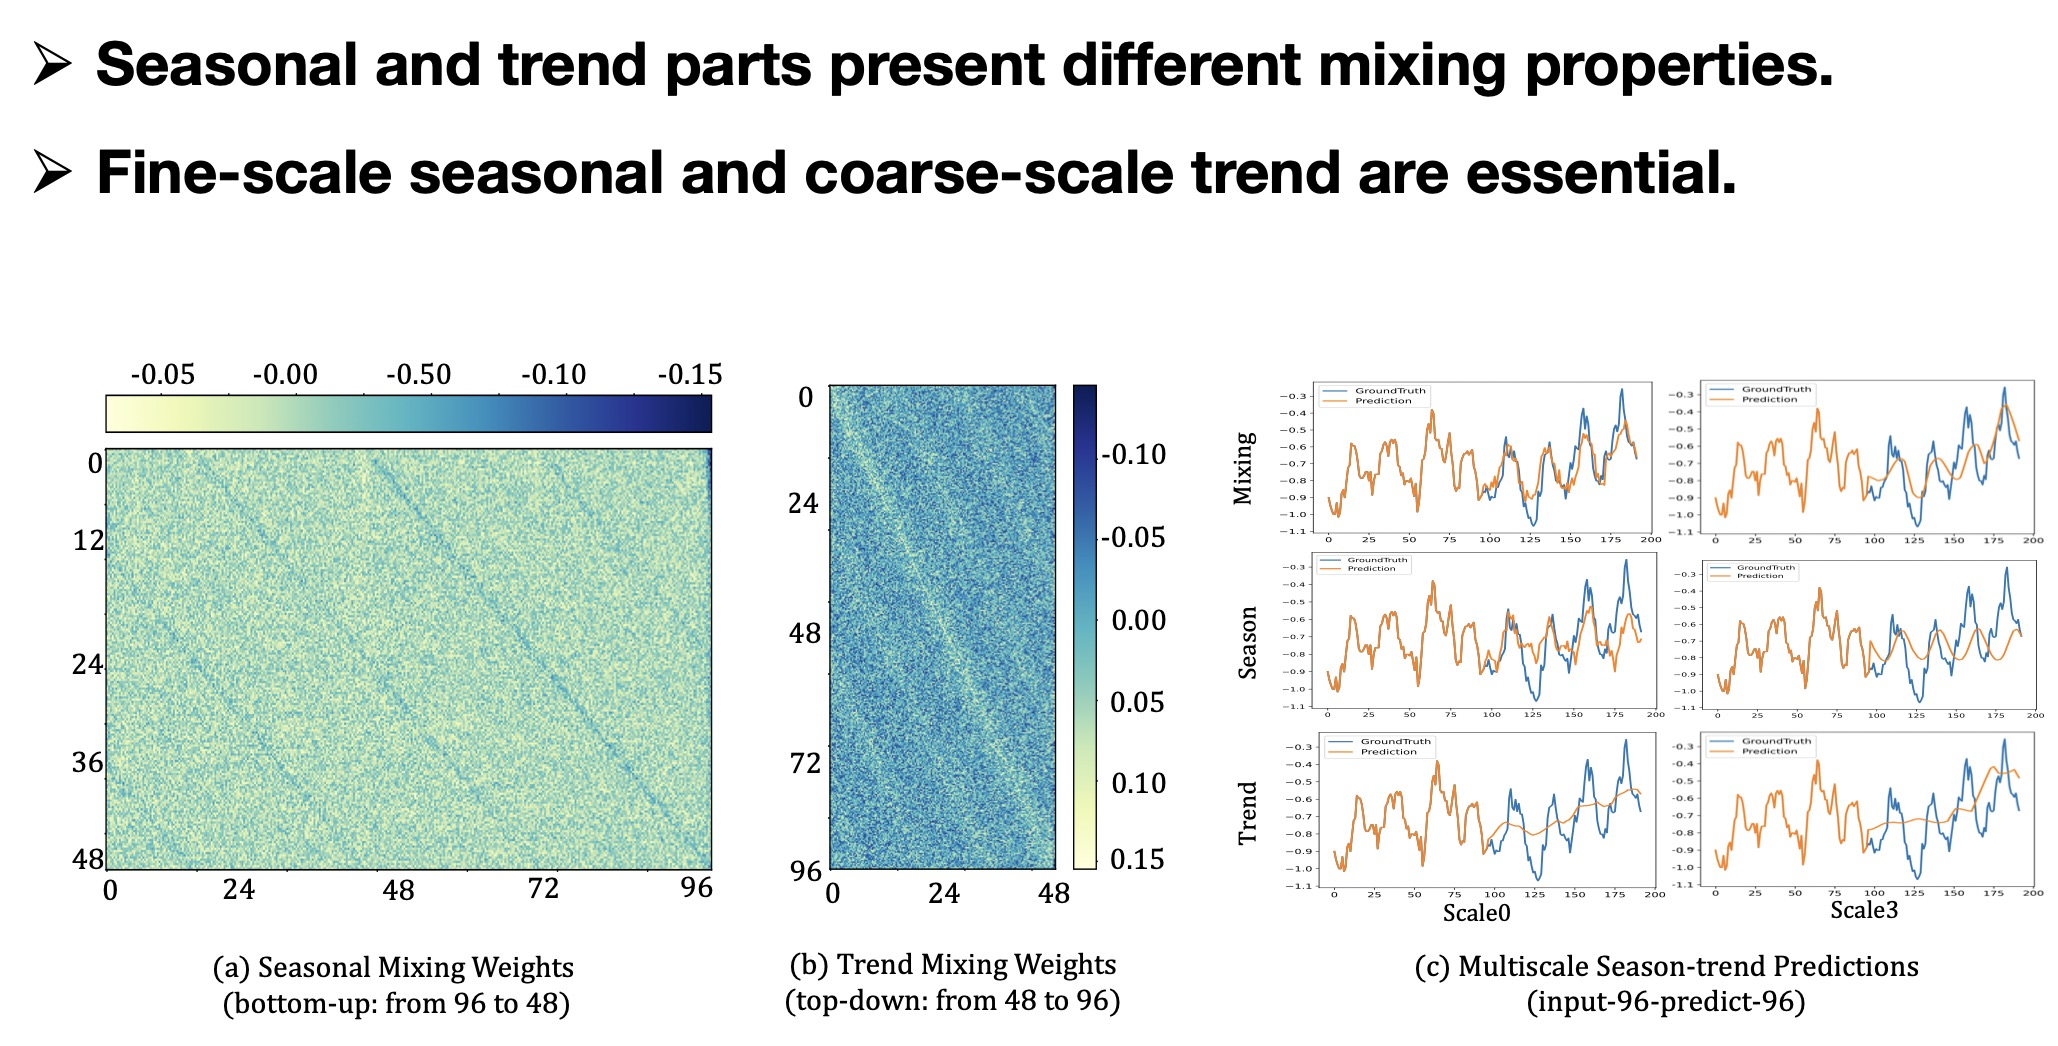 ➢ Seasonal and trend parts present different mixing properties.
➢ Fine-scale seasonal and coarse-scale trend are essential.
-0.05 -0.00 -0.50 -0.10 -0.15
0
12
24
36
48
0 24 48 72 96
(a) Seasonal Mixing Weights
(bottom-up: from 96 to 48)
0
24
48
72
96
0 24 48
-0.10
-0.05
0.00
0.05
0.10
0.15
(b) Trend Mixing Weights
(top-down: from 48 to 96)
Mixing
GroundTruth
Prediction
−0.3
−0.4
−0.5
−0.6
−0.7
−0.8
−0.9
−1.0
−1.1
0 25 50 75 100 125 150 175 200
GroundTruth
Prediction
−0.3
−0.4
−0.5
−0.6
−0.7
−0.8
−0.9
−1.0
−1.1
0 25 50 75 100 125 150 175 200
Season
GroundTruth
Prediction
−0.3
−0.4
−0.5
−0.6
−0.7
−0.8
−0.9
−1.0
−1.1
0 25 50 75 100 125 150 175 200
GroundTruth
Prediction
−0.3
−0.4
−0.5
−0.6
−0.7
−0.8
−0.9
−1.0
−1.1
0 25 50 75 100 125 150 175 200
Trend
GroundTruth
Prediction
−0.3
−0.4
−0.5
−0.6
−0.7
−0.8
−0.9
−1.0
−1.1
0 25 50 75 100 125 150 175 200
GroundTruth
Prediction
−0.3
−0.4
−0.5
−0.6
−0.7
−0.8
−0.9
−1.0
−1.1
0 25 50 75 100 125 150 175 200
Scale0 Scale3
(c) Multiscale Season-trend Predictions
(input-96-predict-96)